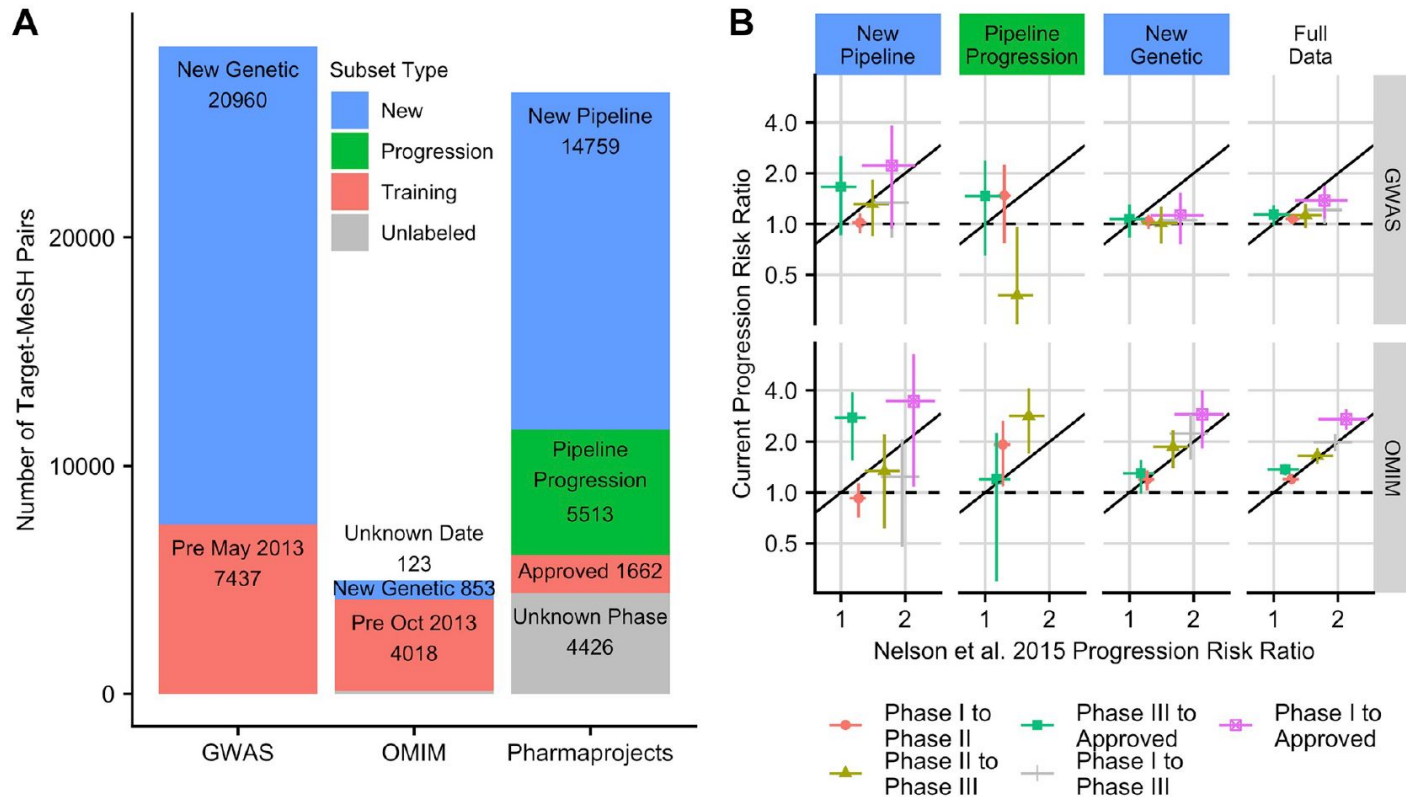 A
Number of Target-MeSH Pairs
20000
10000
0
New Genetic
20960
Pre May 2013
7437
Subset Type
New
Progression
Training
Unlabeled
Unknown Date
123
New Genetic 853
Pre Oct 2013
4018
New Pipeline
14759
Pipeline
Progression
5513
Approved 1662
Unknown Phase
4426
GWAS
OMIM
Pharmaprojects
B
New
Pipeline
Pipeline
Progression
New
Genetic
Full
Data
Current Progression Risk Ratio
4.0
2.0
1.0
0.5
GWAS
4.0
2.0
1.0
0.5
OMIM
1
2
1
2
1
2
1
2
Nelson et al. 2015 Progression Risk Ratio
Phase I to
Phase II
Phase II to
Phase III
Phase III to
Approved
Phase I to
Phase III
Phase I to
Approved